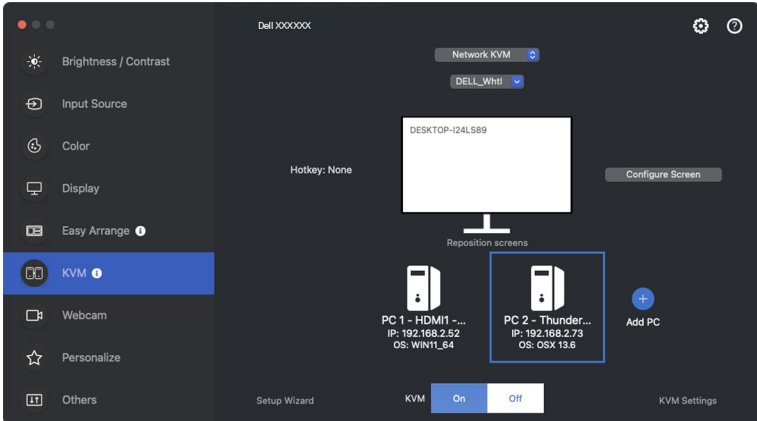 Dell XXXXXX
Brightness / Contrast
Input Source
Color
Display
Easy Arrange
KVM
Webcam
Personalize
Others
Network KVM
DELL_Whtl
DESKTOP-I24LS89
Hotkey: None
Configure Screen
Reposition screens
PC 1 - HDMI1 -...
IP: 192.168.2.52
OS: WIN11_64
PC 2 - Thunder...
IP: 192.168.2.73
OS: OSX 13.6
Add PC
Setup Wizard
KVM
On
Off
KVM Settings